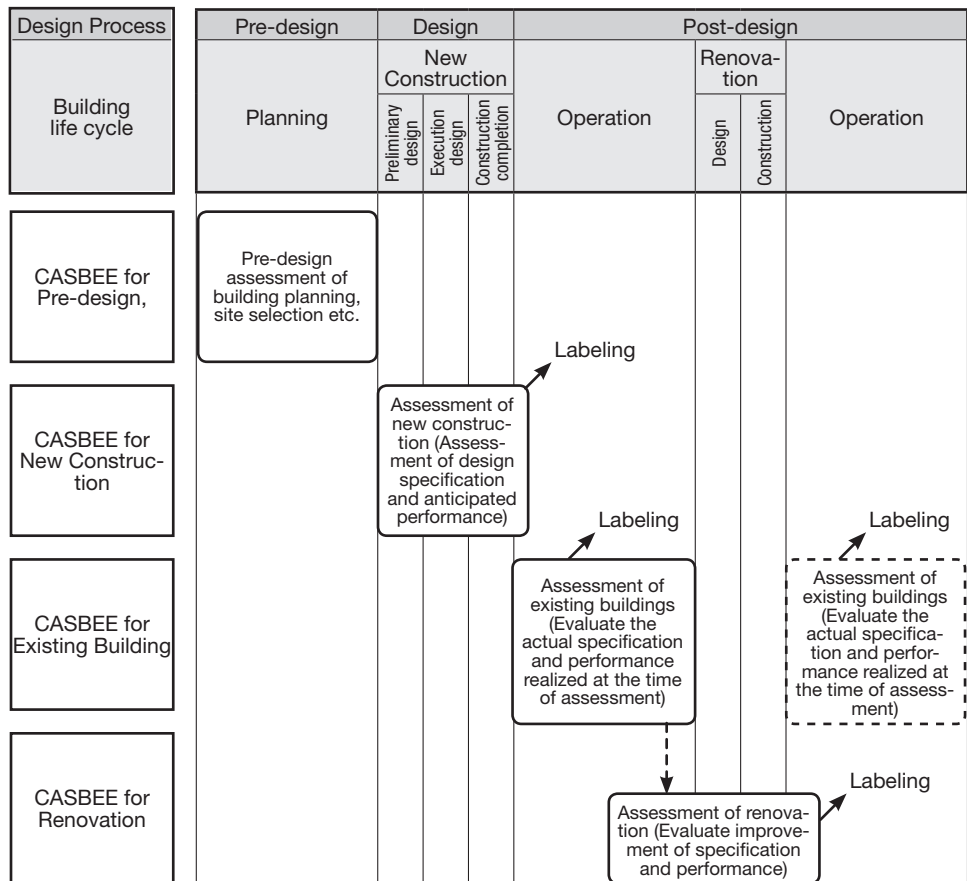 Design Process
Pre-design
Design
Post-design
Building
life cycle
Planning
New
Construction
Preliminary
design
Execution
design
Construction
completion
Operation
Renova-
tion
Design
Construction
Operation
CASBEE for
Pre-design,
Pre-design
assessment of
building planning,
site selection etc.
Labeling
CASBEE for
New Construc-
tion
Assessment of
new construc-
tion (Assess-
ment of design
specification
and anticipated
performance)
Labeling
Labeling
CASBEE for
Existing Building
Assessment of
existing buildings
(Evaluate the
actual specification
and performance
realized at the time
of assessment)
Assessment of
existing buildings
(Evaluate the
actual specifica-
tion and perfor-
mance realized at
the time of assess-
ment)
Labeling
CASBEE for
Renovation
Assessment of renova-
tion (Evaluate improve-
ment of specification
and performance)